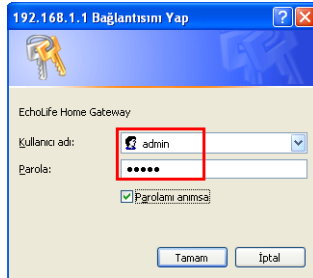 192.168.1.1 Bağlantısını Yap
EchoLife Home Gateway
Kullanıcı adı:
admin
Parola:
●●●●●
Parolamı anımsa
Tamam
İptal